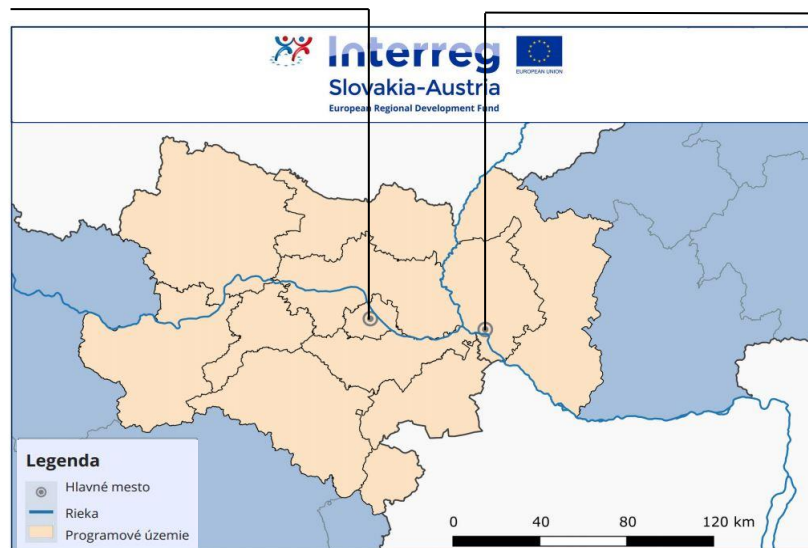 Interreg
EUROPEAN UNION
Slovakia-Austria
European Regional Development Fund
Legenda
Hlavné mesto
Rieka
Programové územie
0 40 80 120 km